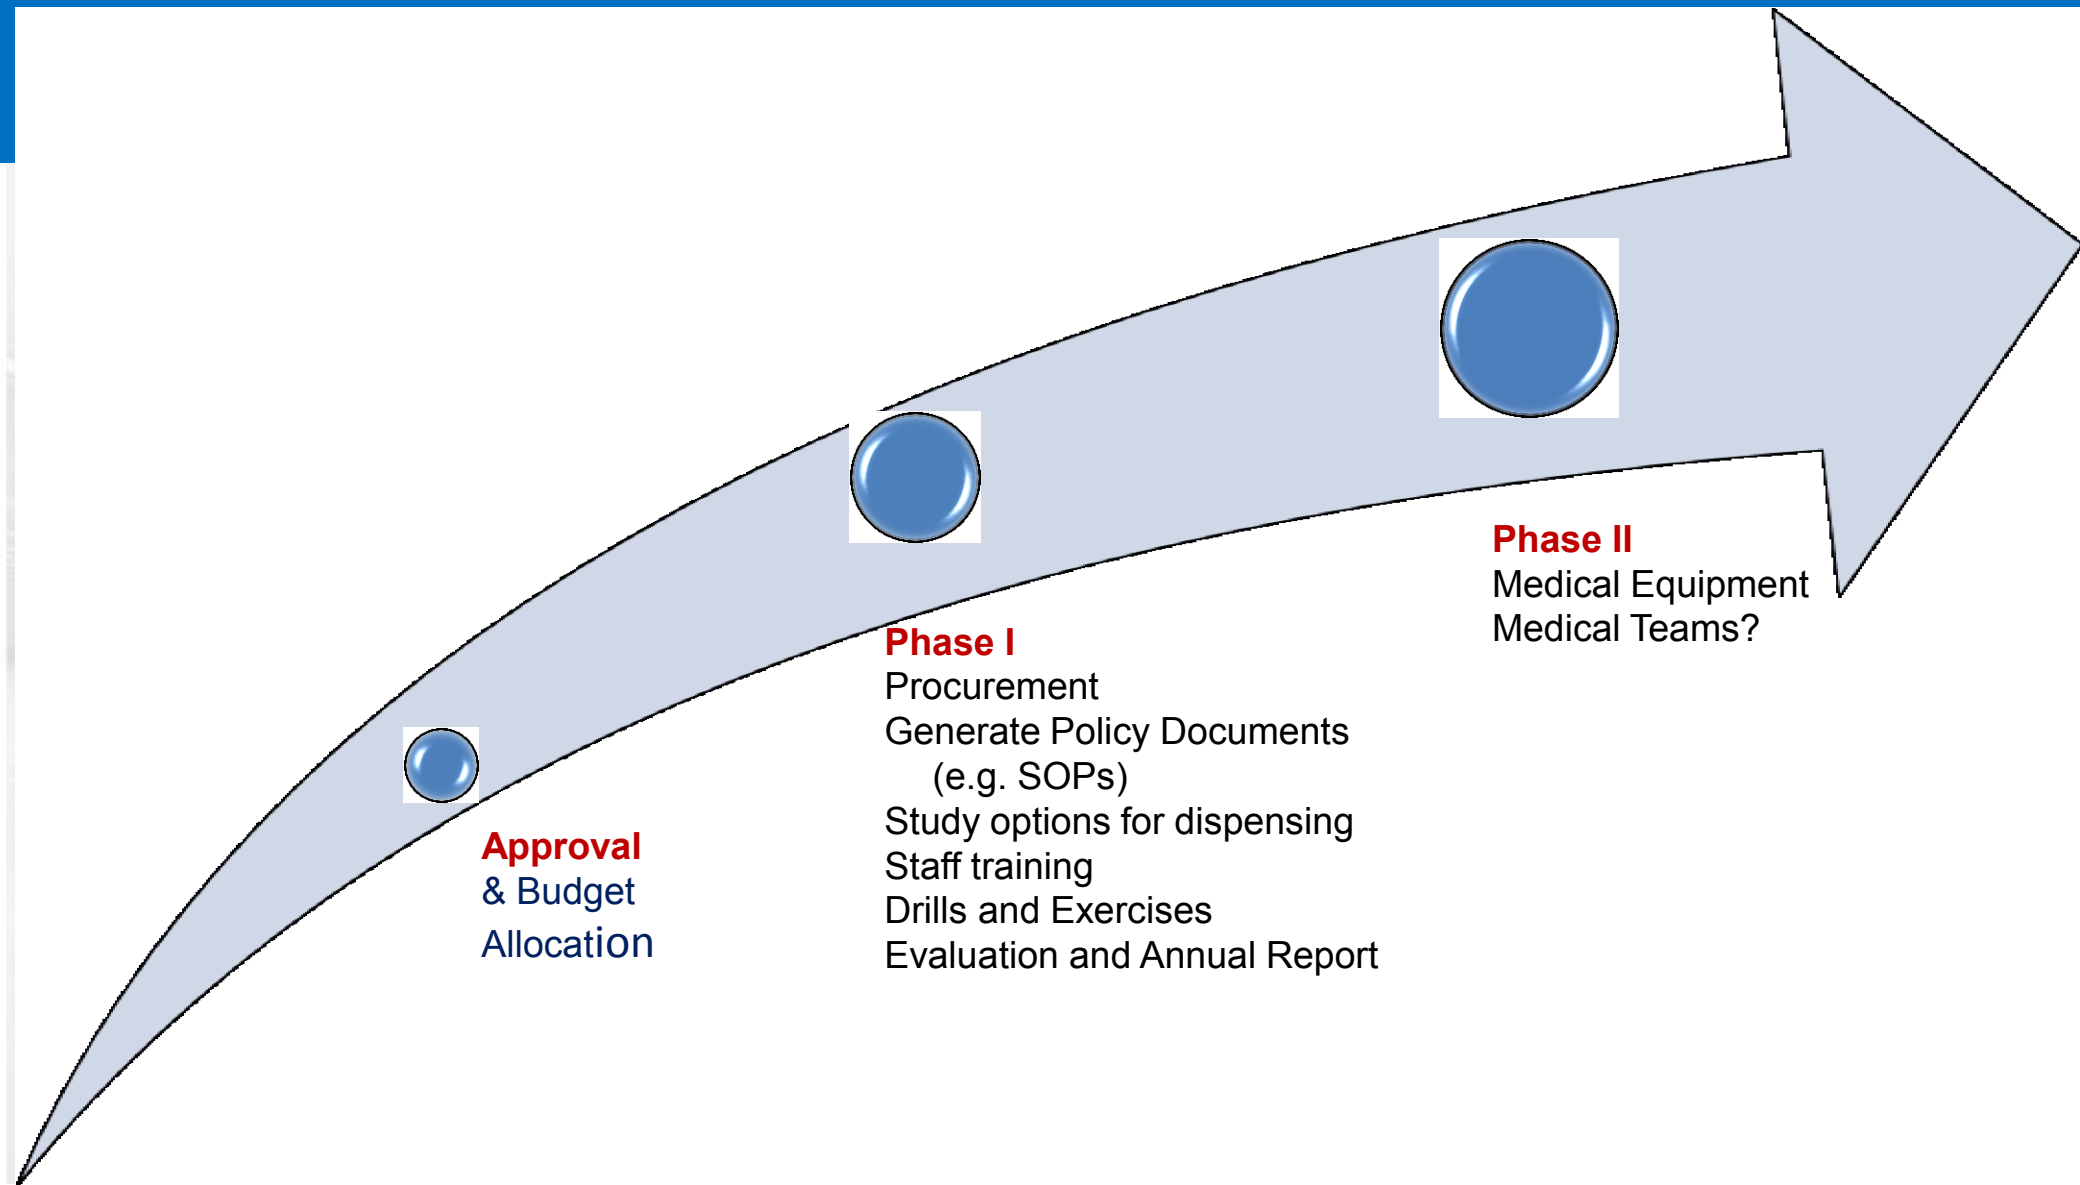 Approval
& Budget
Allocation
Phase I
Procurement
Generate Policy Documents
(e.g. SOPs)
Study options for dispensing
Staff training
Drills and Exercises
Evaluation and Annual Report
Phase II
Medical Equipment
Medical Teams?